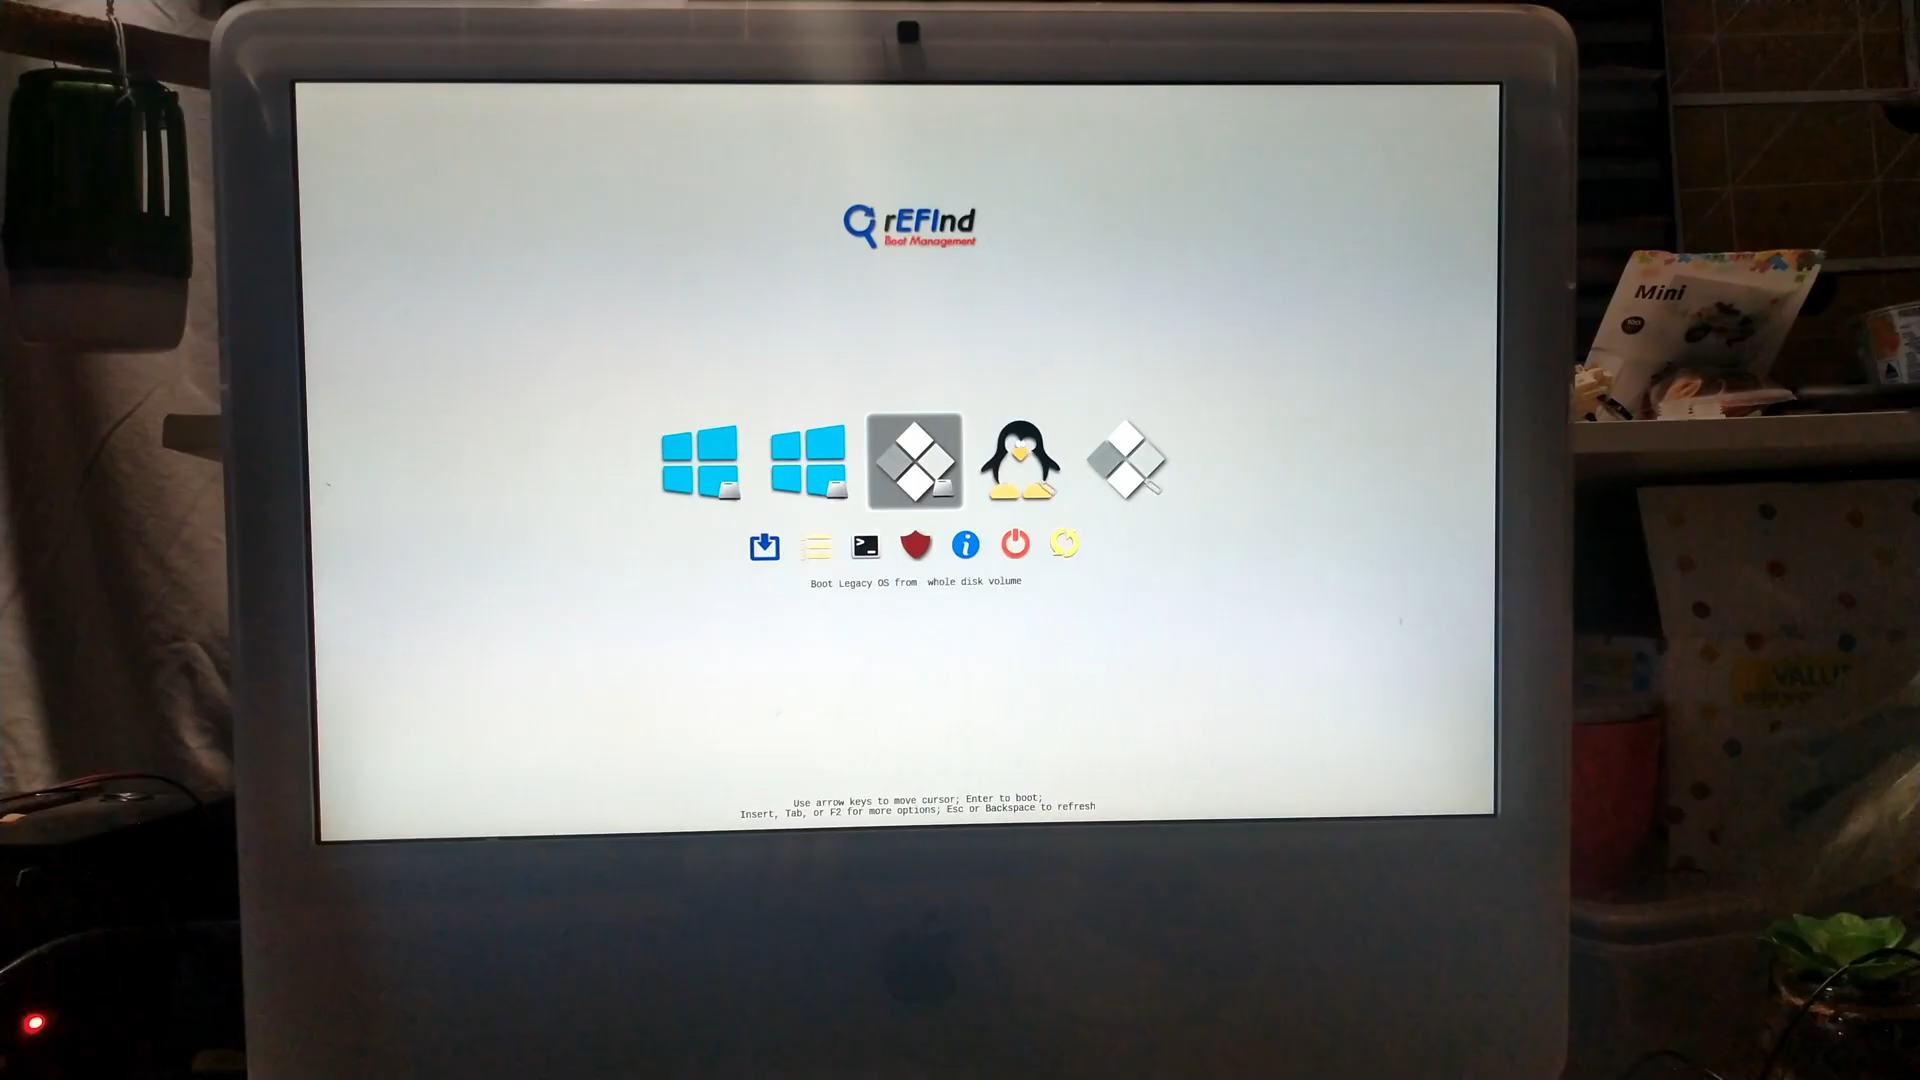 rEFInd
Boot Management
Mini
>_
i
Boot Legacy OS from  whole disk volume
VALUE
Use arrow keys to move cursor; Enter to boot;
Insert, Tab, or F2 for more options; Esc or Backspace to refresh